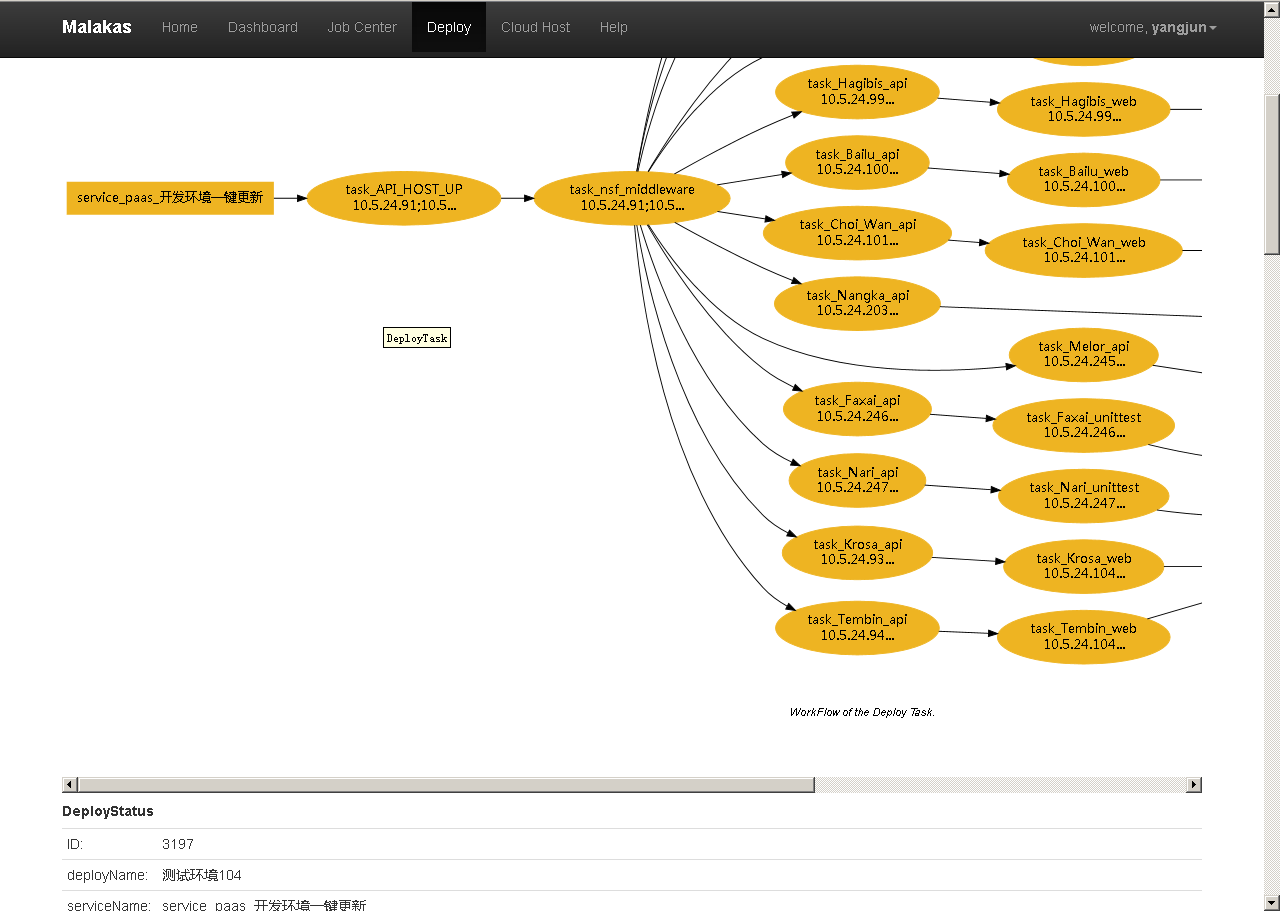 Malakas Home Dashboard Job Center Deploy Cloud Host Help welcome, yangjun
task_Hagibis_api
10.5.24.99...
task_Hagibis_web
10.5.24.99...
task_Bailu_api
10.5.24.100...
task_Bailu_web
10.5.24.100...
service_paas_开发环境一键更新
task_API_HOST_UP
10.5.24.91;10.5...
task_nsf_middleware
10.5.24.91;10.5...
task_Choi_Wan_api
10.5.24.101...
task_Choi_Wan_web
10.5.24.101...
task_Nangka_api
10.5.24.203...
DeployTask
task_Melor_api
10.5.24.245...
task_Faxai_api
10.5.24.246...
task_Faxai_unittest
10.5.24.246...
task_Nari_api
10.5.24.247...
task_Nari_unittest
10.5.24.247...
task_Krosa_api
10.5.24.93...
task_Krosa_web
10.5.24.104...
task_Tembin_api
10.5.24.94...
task_Tembin_web
10.5.24.104...
WorkFlow of the Deploy Task.
DeployStatus
ID: 3197
deployName: 测试环境104
serviceName: service_paas_开发环境一键更新